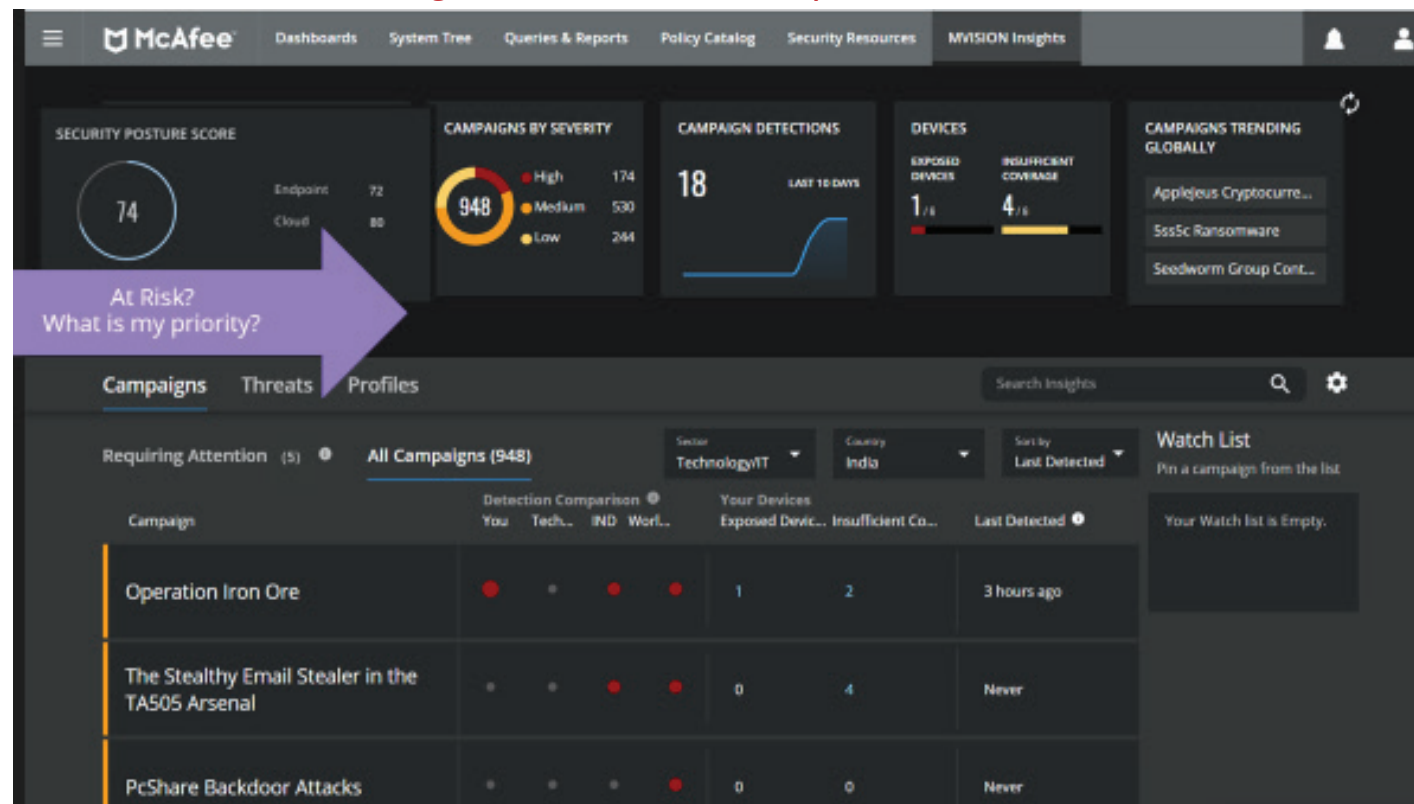 McAfee Dashboards System Tree Queries & Reports Policy Catalog Security Resources MVISION Insights
SECURITY POSTURE SCORE
74
Endpoint 72
Cloud 80
CAMPAIGNS BY SEVERITY
948
High 174
Medium 530
Low 244
CAMPAIGN DETECTIONS
18 LAST 10 DAYS
DEVICES
EXPOSED DEVICES
1/6
INSUFFICIENT COVERAGE
4/6
CAMPAIGNS TRENDING
GLOBALLY
AppleJeus Cryptocurre...
5ss5c Ransomware
Seedworm Group Cont...
At Risk?
What is my priority?
Campaigns Threats Profiles Search Insights
Requiring Attention (5) All Campaigns (948)
Sector
Technology/IT
Country
India
Sort by
Last Detected
Watch List
Pin a campaign from the list
Your Watch list is Empty.
Detection Comparison Your Devices
Campaign You Tech... IND Worl... Exposed Devic... Insufficient Co... Last Detected
Operation Iron Ore 1 2 3 hours ago
The Stealthy Email Stealer in the
TA505 Arsenal 0 4 Never
PcShare Backdoor Attacks 0 0 Never